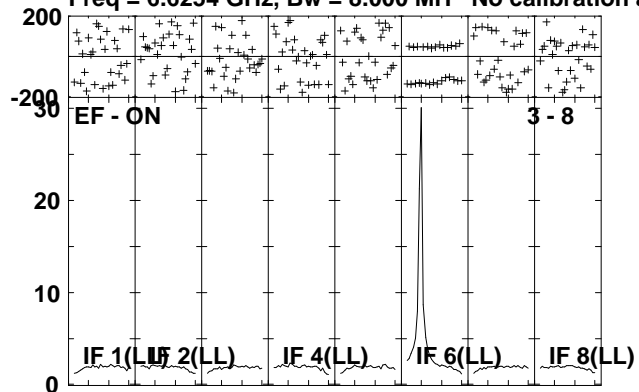 Freq = 6.6254 GHz, Bw = 8.000 MH No calibration a
200
-200
30
EF - ON 3 - 8
20
10
0
IF 1(LL) IF 2(LL) IF 4(LL) IF 6(LL) IF 8(LL)